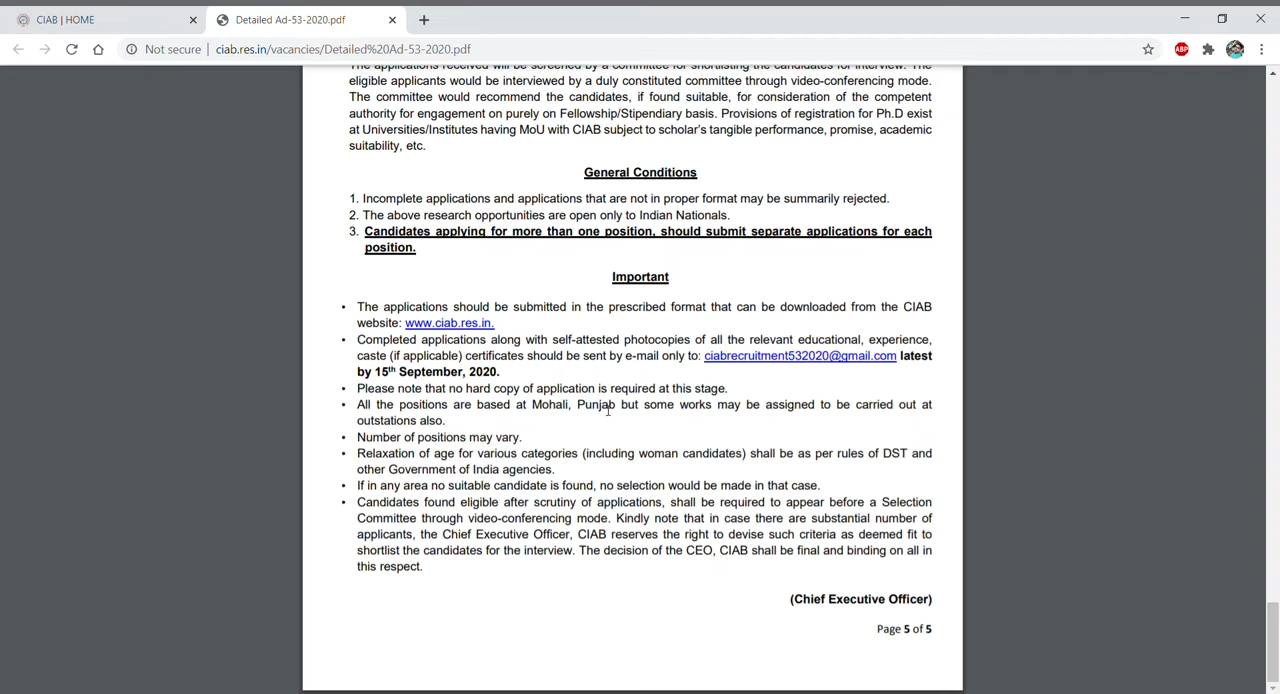 CIAB | HOME
Detailed Ad-53-2020.pdf
Not secure | ciab.res.in/vacancies/Detailed%20Ad-53-2020.pdf
ABP
The applications received will be screened by a committee for shortlisting the candidates for interview. The
eligible applicants would be interviewed by a duly constituted committee through video-conferencing mode.
The committee would recommend the candidates, if found suitable, for consideration of the competent
authority for engagement on purely on Fellowship/Stipendiary basis. Provisions of registration for Ph.D exist
at Universities/Institutes having MoU with CIAB subject to scholar's tangible performance, promise, academic
suitability, etc.
General Conditions
1. Incomplete applications and applications that are not in proper format may be summarily rejected.
2. The above research opportunities are open only to Indian Nationals.
3. Candidates applying for more than one position, should submit separate applications for each
position.
Important
• The applications should be submitted in the prescribed format that can be downloaded from the CIAB
website: www.ciab.res.in.
• Completed applications along with self-attested photocopies of all the relevant educational, experience,
caste (if applicable) certificates should be sent by e-mail only to: ciabrecruitment532020@gmail.com latest
by 15th September, 2020.
• Please note that no hard copy of application is required at this stage.
• All the positions are based at Mohali, Punjab but some works may be assigned to be carried out at
outstations also.
• Number of positions may vary.
• Relaxation of age for various categories (including woman candidates) shall be as per rules of DST and
other Government of India agencies.
• If in any area no suitable candidate is found, no selection would be made in that case.
• Candidates found eligible after scrutiny of applications, shall be required to appear before a Selection
Committee through video-conferencing mode. Kindly note that in case there are substantial number of
applicants, the Chief Executive Officer, CIAB reserves the right to devise such criteria as deemed fit to
shortlist the candidates for the interview. The decision of the CEO, CIAB shall be final and binding on all in
this respect.
(Chief Executive Officer)
Page 5 of 5